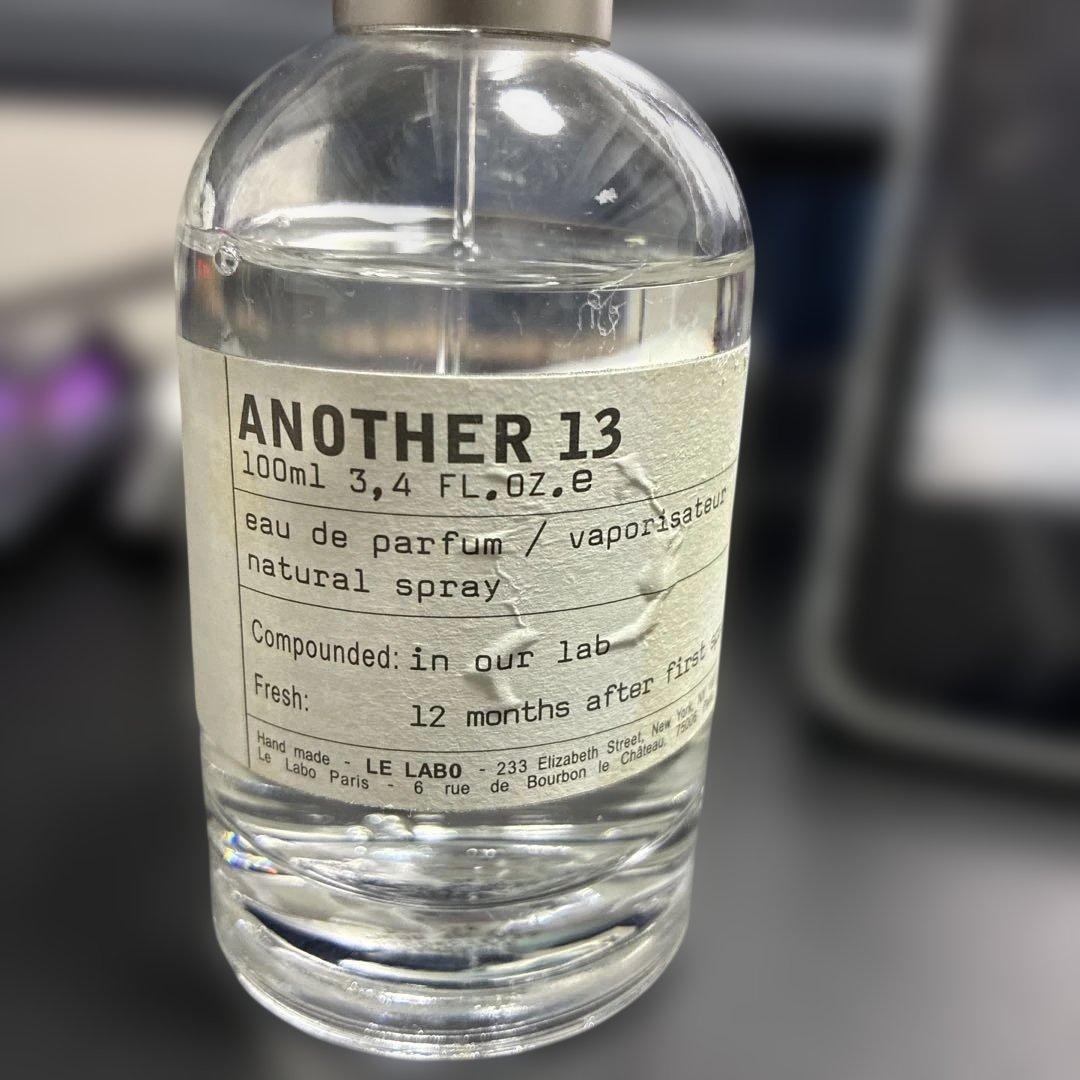 ANOTHER 13
100ml 3,4 FL.OZ.e
eau de parfum / vaporisateur
natural spray
Compounded: in our lab
Fresh: 12 months after first
Hand made - LE LABO - 233 Elizabeth Street, New York, NY
Le Labo Paris - 6 rue de Bourbon le Château, 75006